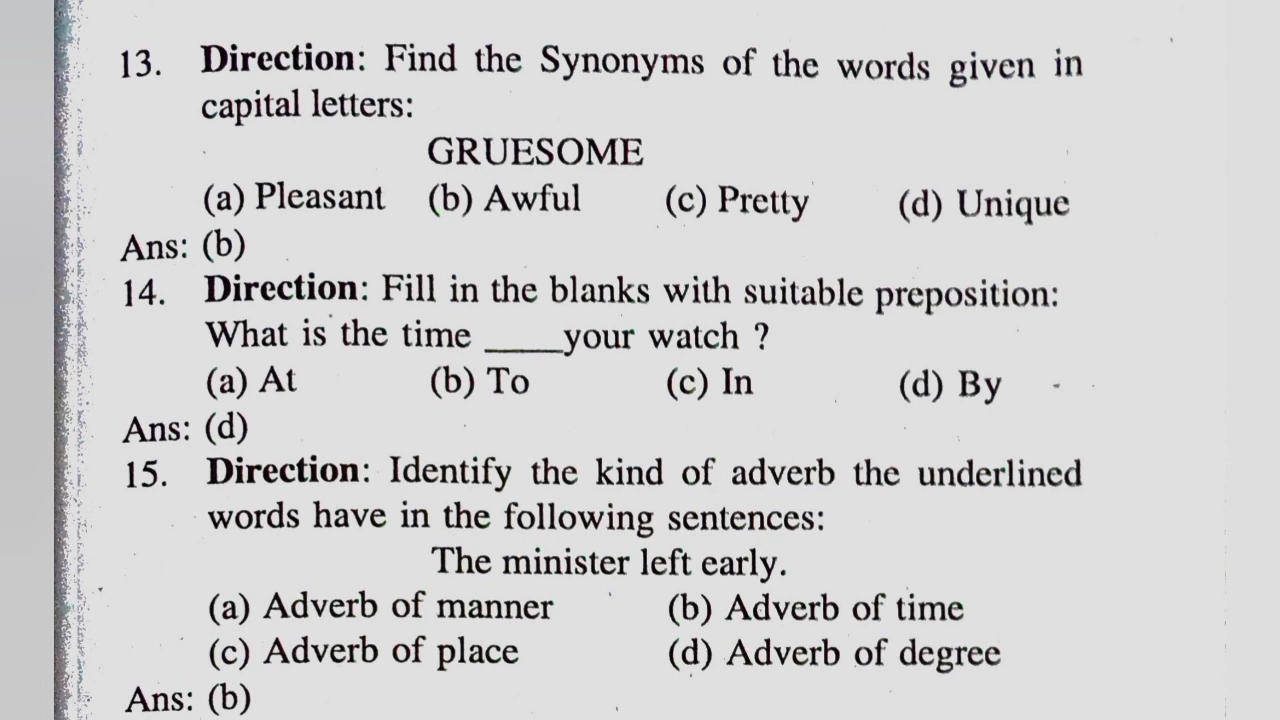 13. Direction: Find the Synonyms of the words given in
capital letters:
GRUESOME
(a) Pleasant (b) Awful (c) Pretty (d) Unique
Ans: (b)
14. Direction: Fill in the blanks with suitable preposition:
What is the time ____your watch ?
(a) At (b) To (c) In (d) By
Ans: (d)
15. Direction: Identify the kind of adverb the underlined
words have in the following sentences:
The minister left early.
(a) Adverb of manner (b) Adverb of time
(c) Adverb of place (d) Adverb of degree
Ans: (b)